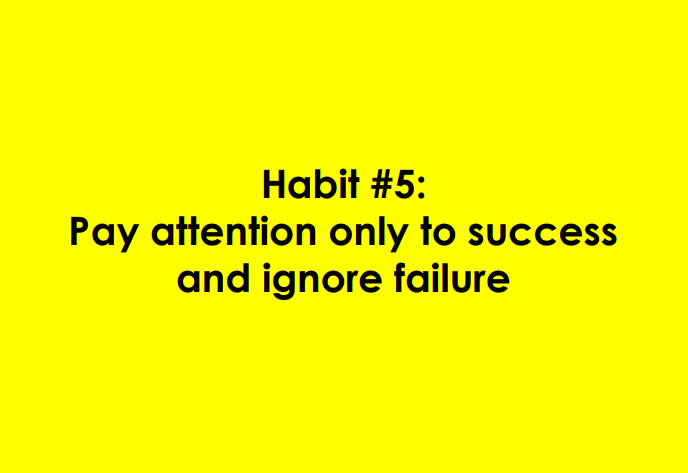 Habit #5:
Pay attention only to success
and ignore failure